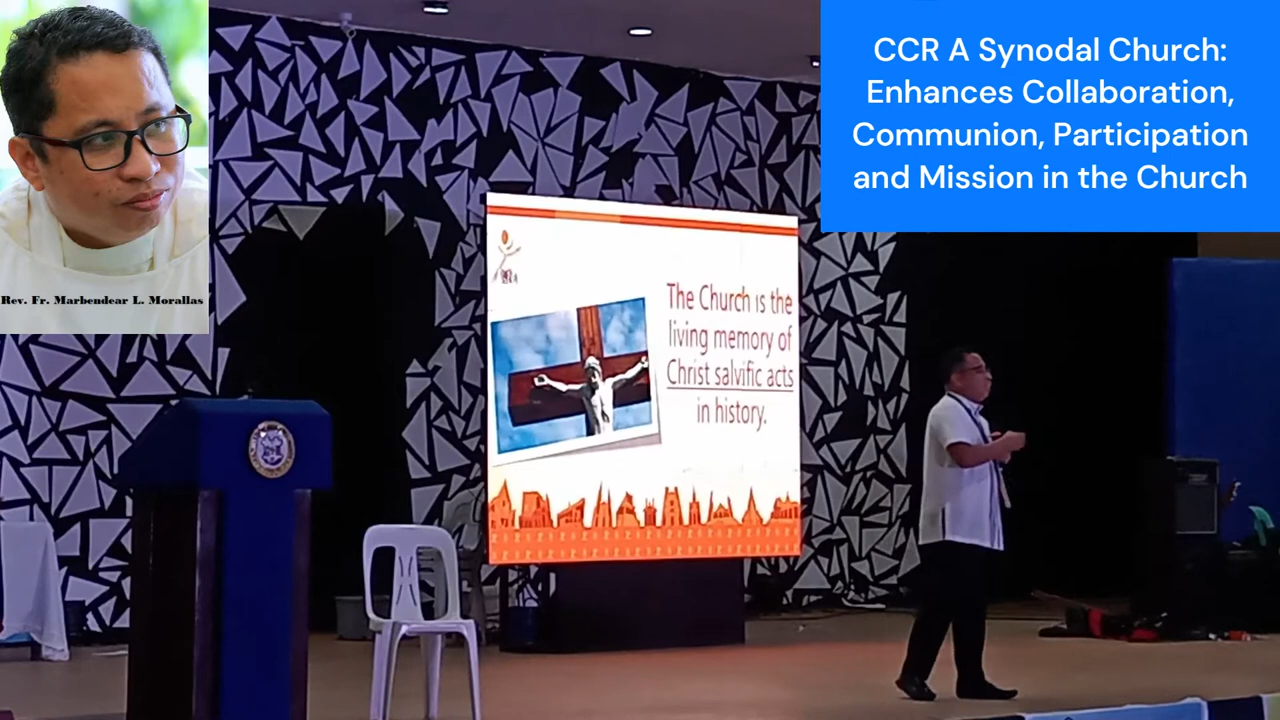 Rev. Fr. Marbendear L. Morallas
CCR A Synodal Church:
Enhances Collaboration,
Communion, Participation
and Mission in the Church
The Church is the
living memory of
Christ salvific acts
in history.